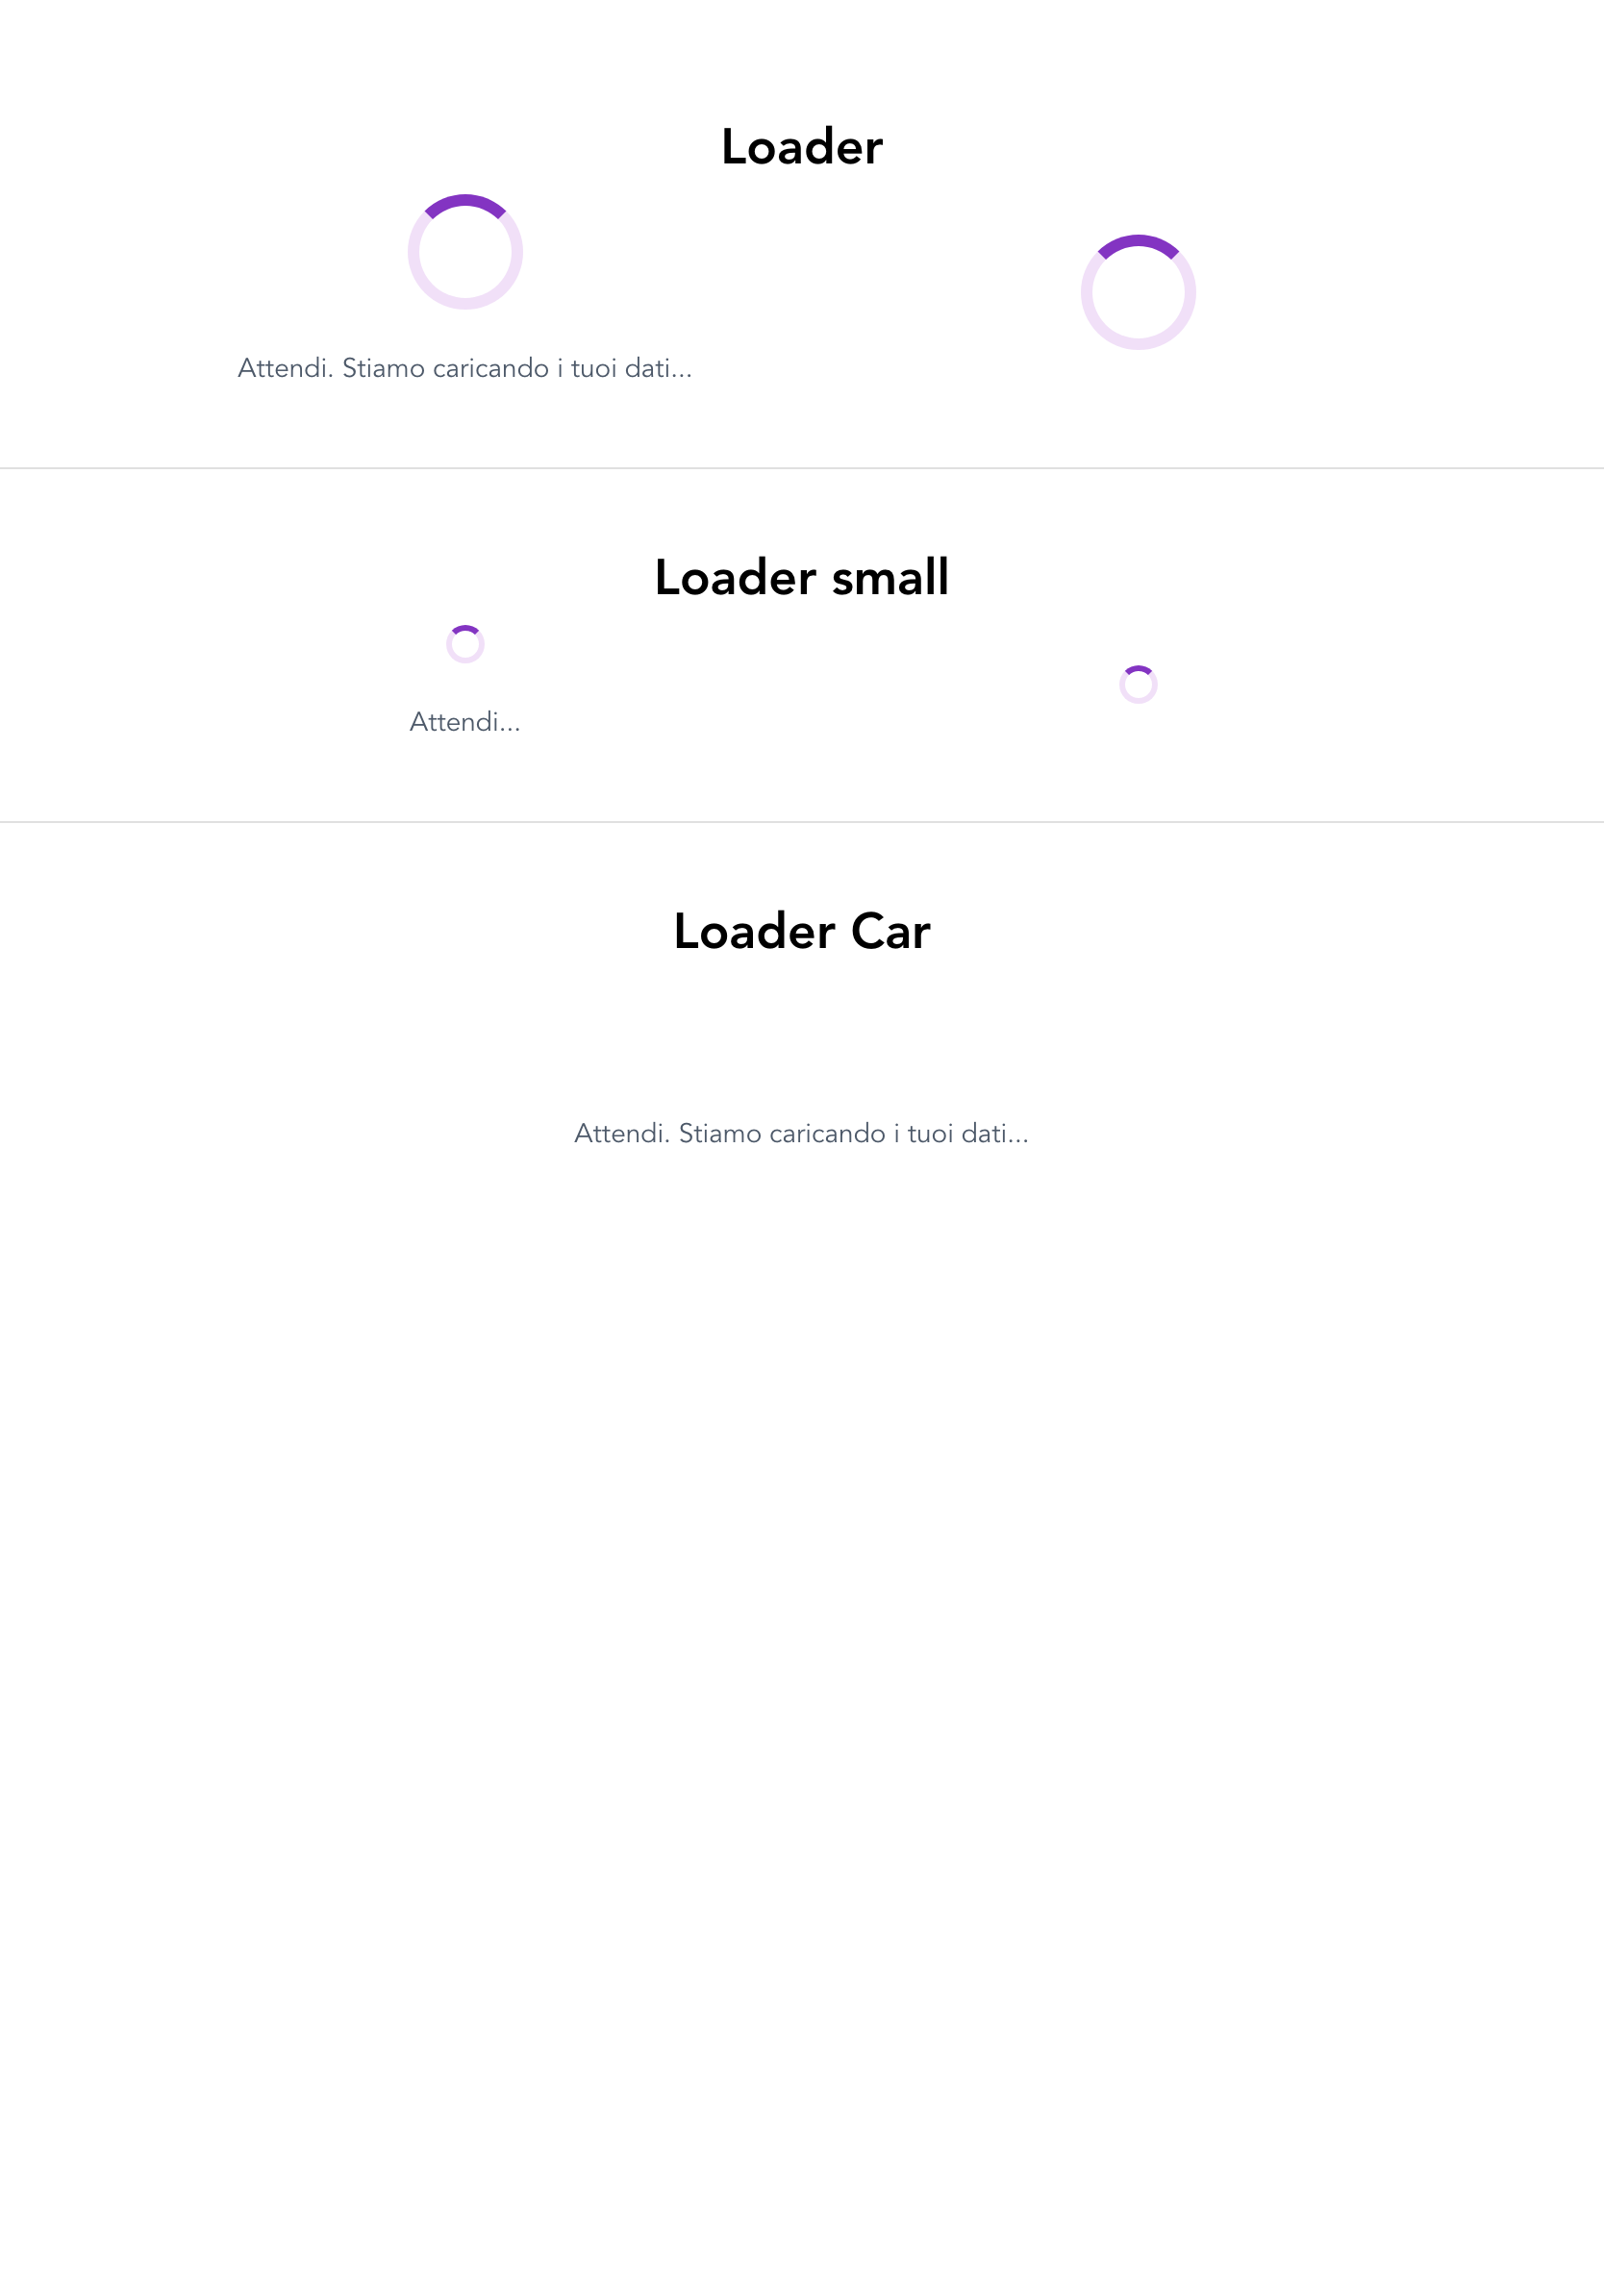 Loader
Attendi. Stiamo caricando i tuoi dati...
Loader small
Attendi...
Loader Car
Attendi. Stiamo caricando i tuoi dati...